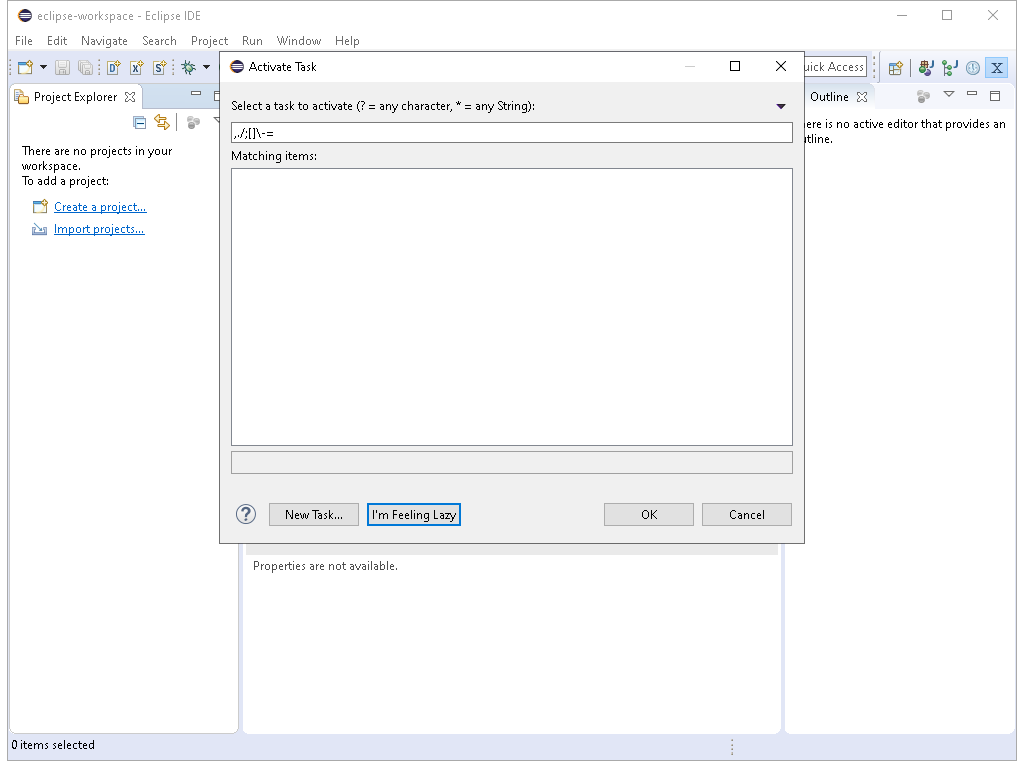 eclipse-workspace - Eclipse IDE
File Edit Navigate Search Project Run Window Help
Activate Task
Access
Project Explorer
Select a task to activate (? = any character, * = any String):
Outline
,./;[]\-=
is no active editor that provides an
Matching items:
There are no projects in your
workspace.
To add a project:
Create a project...
Import projects...
? New Task... I'm Feeling Lazy OK Cancel
Properties are not available.
0 items selected